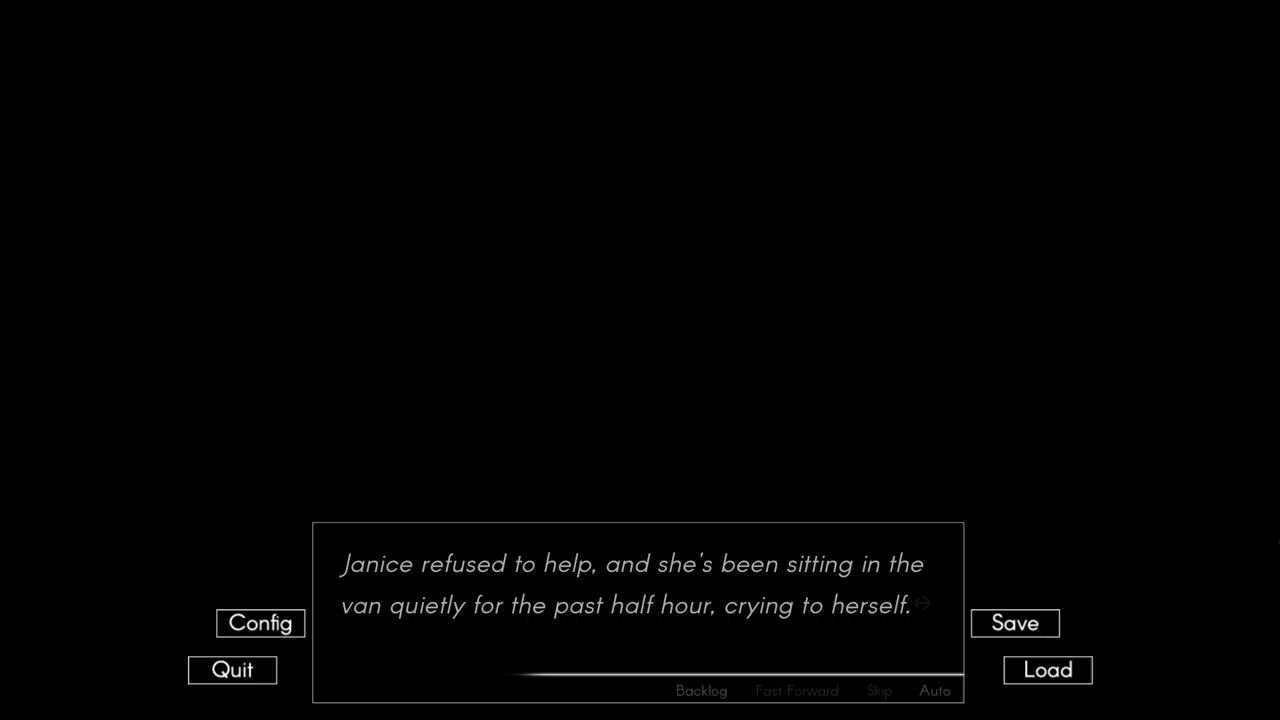 Janice refused to help, and she's been sitting in the
van quietly for the past half hour, crying to herself.
Config
Save
Quit
Load
Backlog
Fast Forward
Skip
Auto